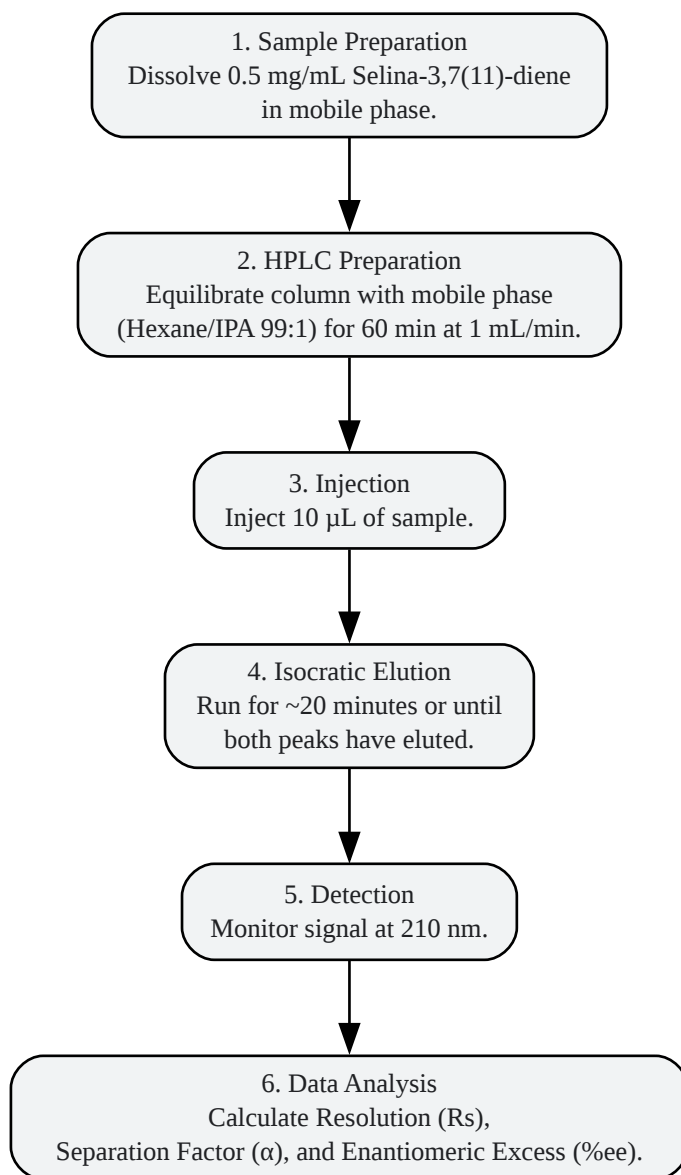 1. Sample Preparation
Dissolve 0.5 mg/mL Selina-3,7(11)-diene
in mobile phase.
2. HPLC Preparation
Equilibrate column with mobile phase
(Hexane/IPA 99:1) for 60 min at 1 mL/min.
3. Injection
Inject 10 µL of sample.
4. Isocratic Elution
Run for ~20 minutes or until
both peaks have eluted.
5. Detection
Monitor signal at 210 nm.
6. Data Analysis
Calculate Resolution (Rs),
Separation Factor (α), and Enantiomeric Excess (%ee).